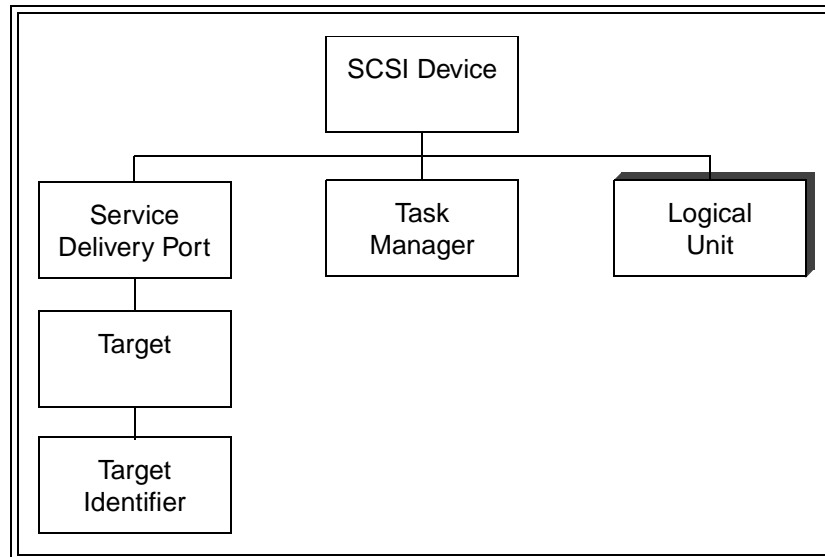 SCSI Device
Service
Delivery Port
Task
Manager
Logical
Unit
Target
Target
Identifier